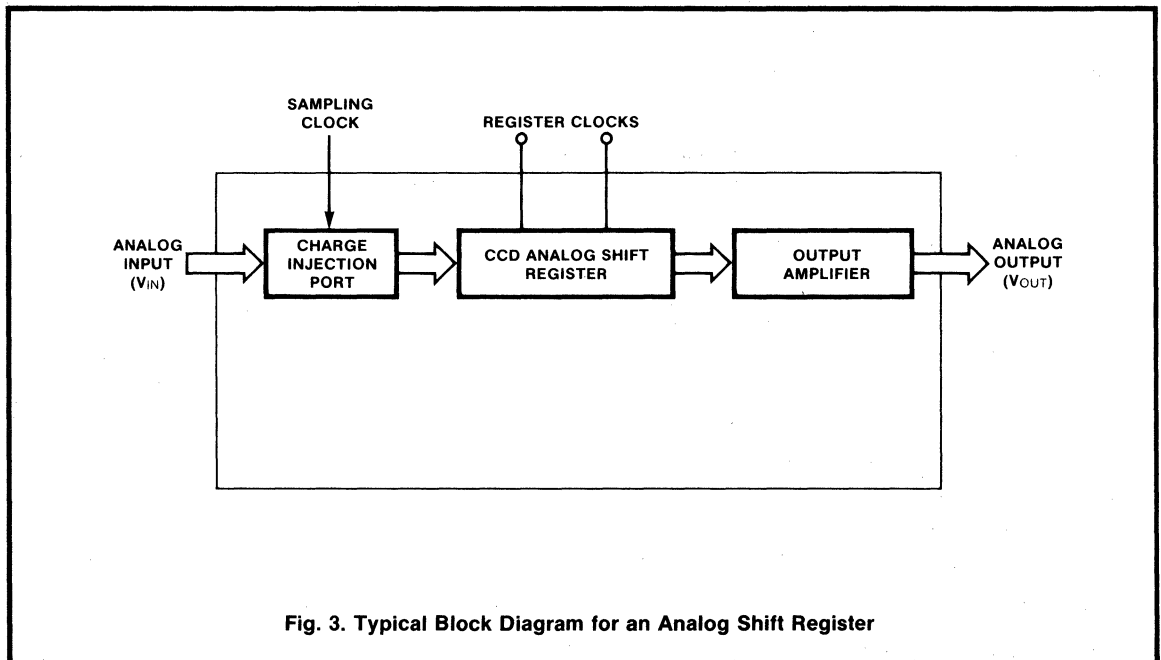 SAMPLING
CLOCK
REGISTER CLOCKS
ANALOG
INPUT
(VIN)
CHARGE
INJECTION
PORT
CCD ANALOG SHIFT
REGISTER
OUTPUT
AMPLIFIER
ANALOG
OUTPUT
(VOUT)
Fig. 3. Typical Block Diagram for an Analog Shift Register